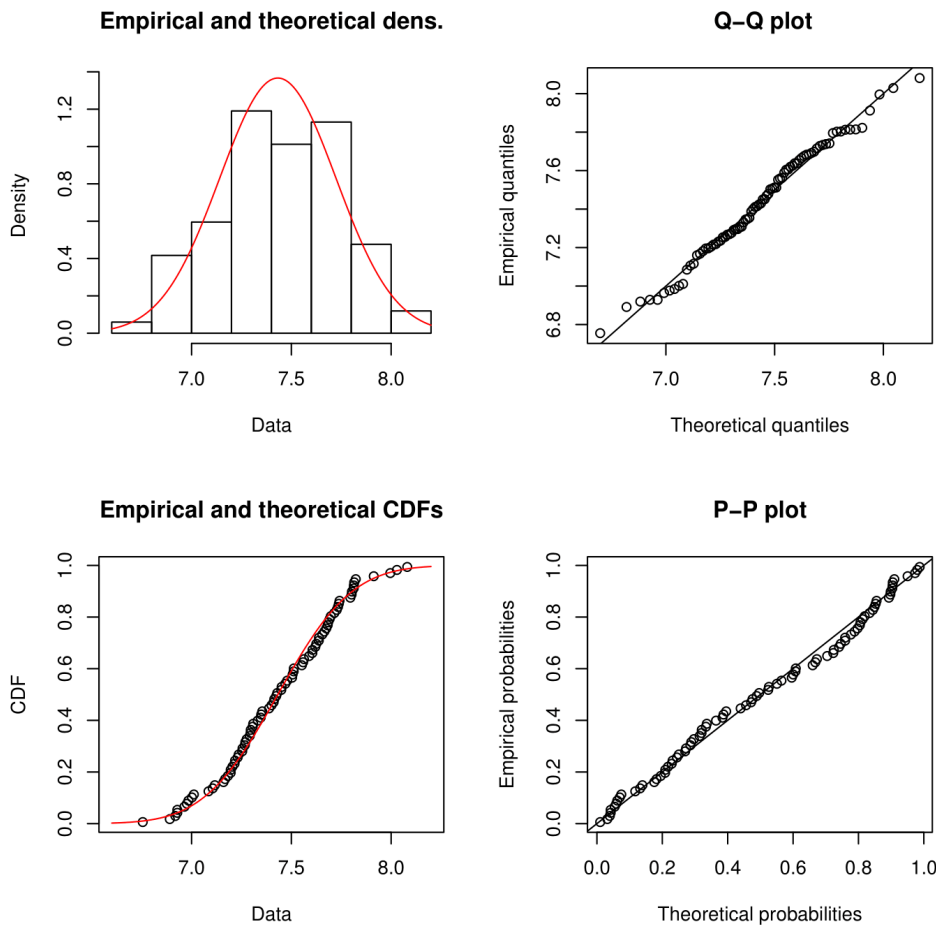 Empirical and theoretical dens.
Density
0.0 0.4 0.8 1.2
7.0 7.5 8.0
Data
Q−Q plot
Empirical quantiles
6.8 7.2 7.6 8.0
7.0 7.5 8.0
Theoretical quantiles
Empirical and theoretical CDFs
CDF
0.0 0.2 0.4 0.6 0.8 1.0
7.0 7.5 8.0
Data
P−P plot
Empirical probabilities
0.0 0.2 0.4 0.6 0.8 1.0
0.0 0.2 0.4 0.6 0.8 1.0
Theoretical probabilities